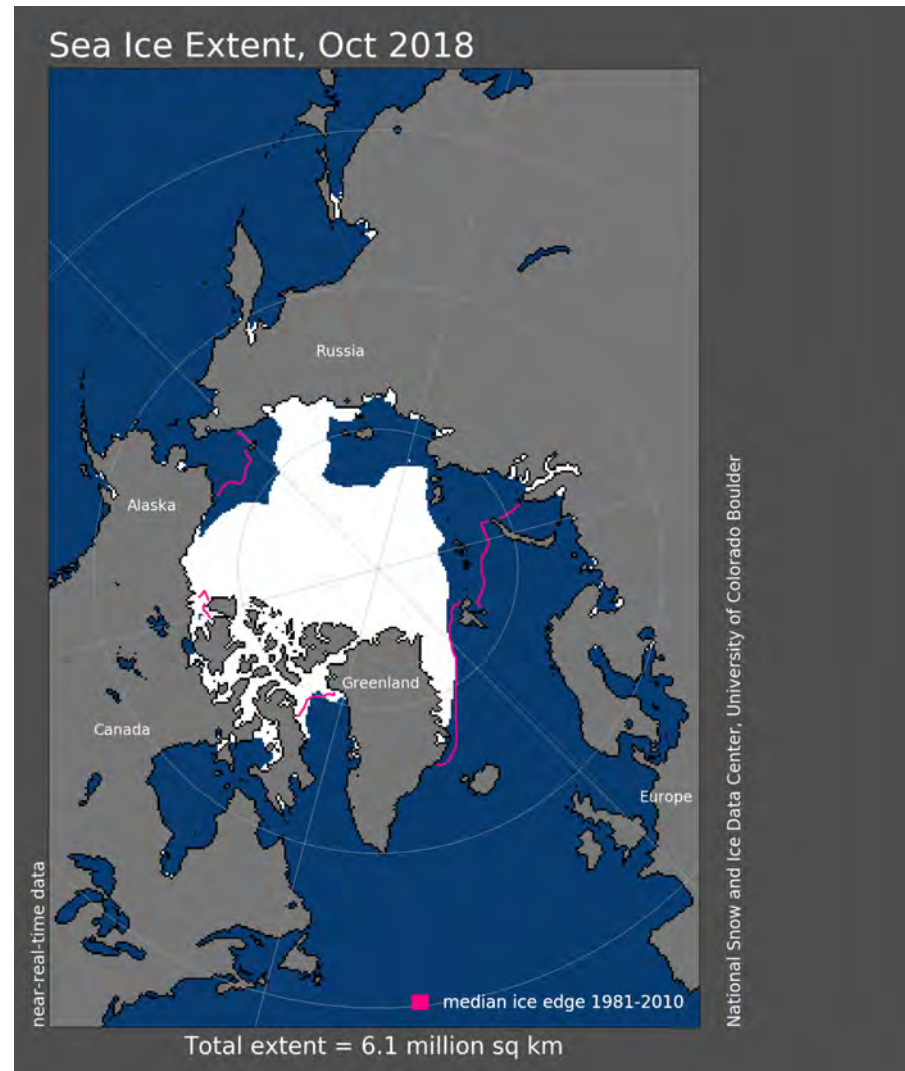 Sea Ice Extent, Oct 2018
Russia
Alaska
Greenland
Canada
Europe
near-real-time data
National Snow and Ice Data Center, University of Colorado Boulder
median ice edge 1981-2010
Total extent = 6.1 million sq km